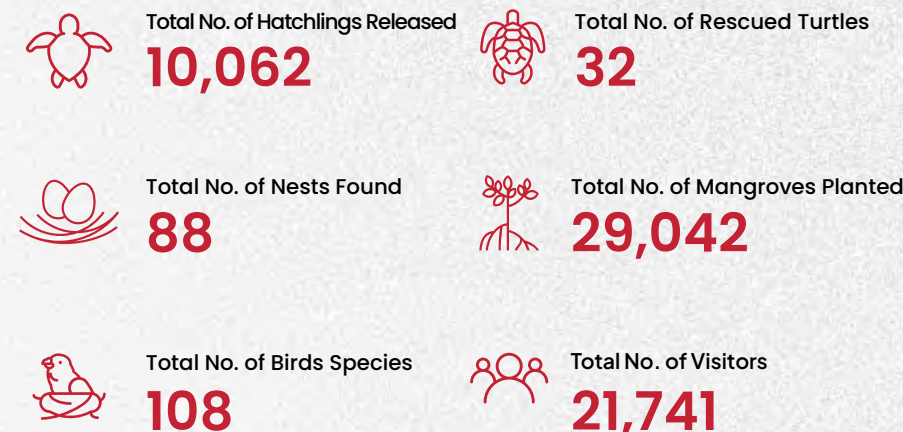 Total No. of Hatchlings Released
10,062
Total No. of Rescued Turtles
32
Total No. of Nests Found
88
Total No. of Mangroves Planted
29,042
Total No. of Birds Species
108
Total No. of Visitors
21,741